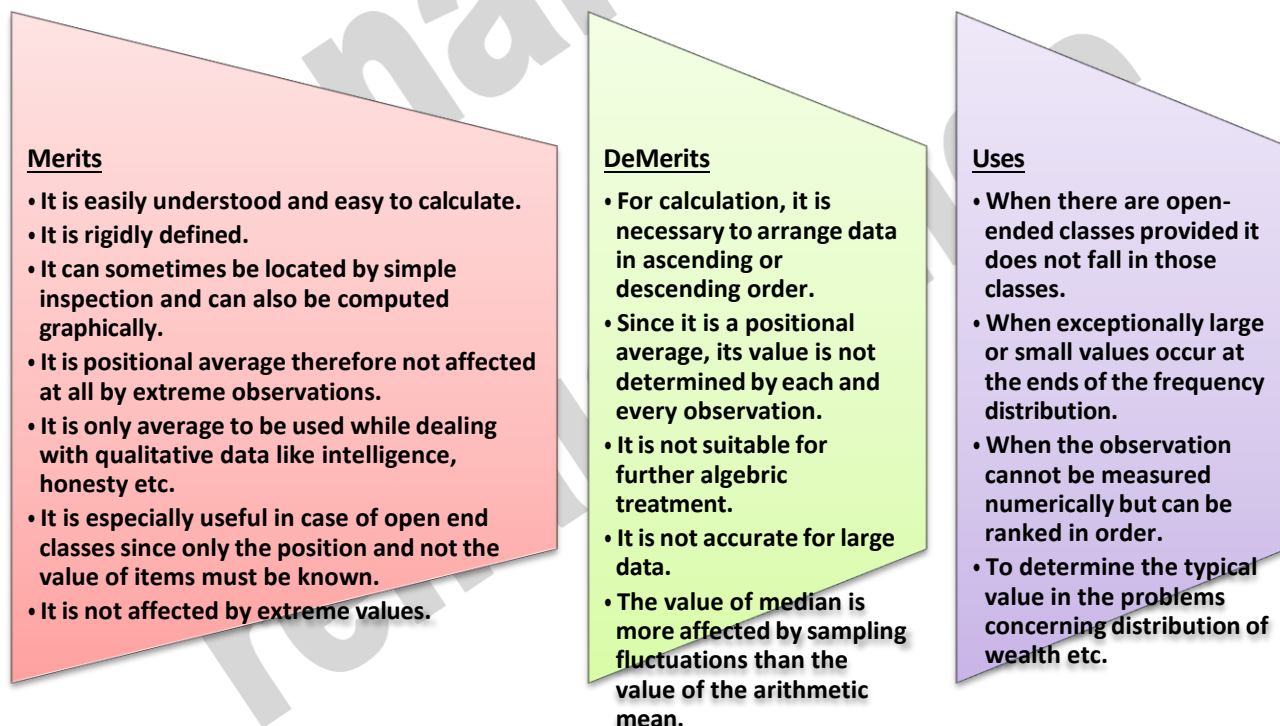 Merits
• It is easily understood and easy to calculate.
• It is rigidly defined.
• It can sometimes be located by simple
inspection and can also be computed
graphically.
• It is positional average therefore not affected
at all by extreme observations.
• It is only average to be used while dealing
with qualitative data like intelligence,
honesty etc.
• It is especially useful in case of open end
classes since only the position and not the
value of items must be known.
• It is not affected by extreme values.
DeMerits
• For calculation, it is
necessary to arrange data
in ascending or
descending order.
• Since it is a positional
average, its value is not
determined by each and
every observation.
• It is not suitable for
further algebric
treatment.
• It is not accurate for large
data.
• The value of median is
more affected by sampling
fluctuations than the
value of the arithmetic
mean.
Uses
• When there are open-
ended classes provided it
does not fall in those
classes.
• When exceptionally large
or small values occur at
the ends of the frequency
distribution.
• When the observation
cannot be measured
numerically but can be
ranked in order.
• To determine the typical
value in the problems
concerning distribution of
wealth etc.